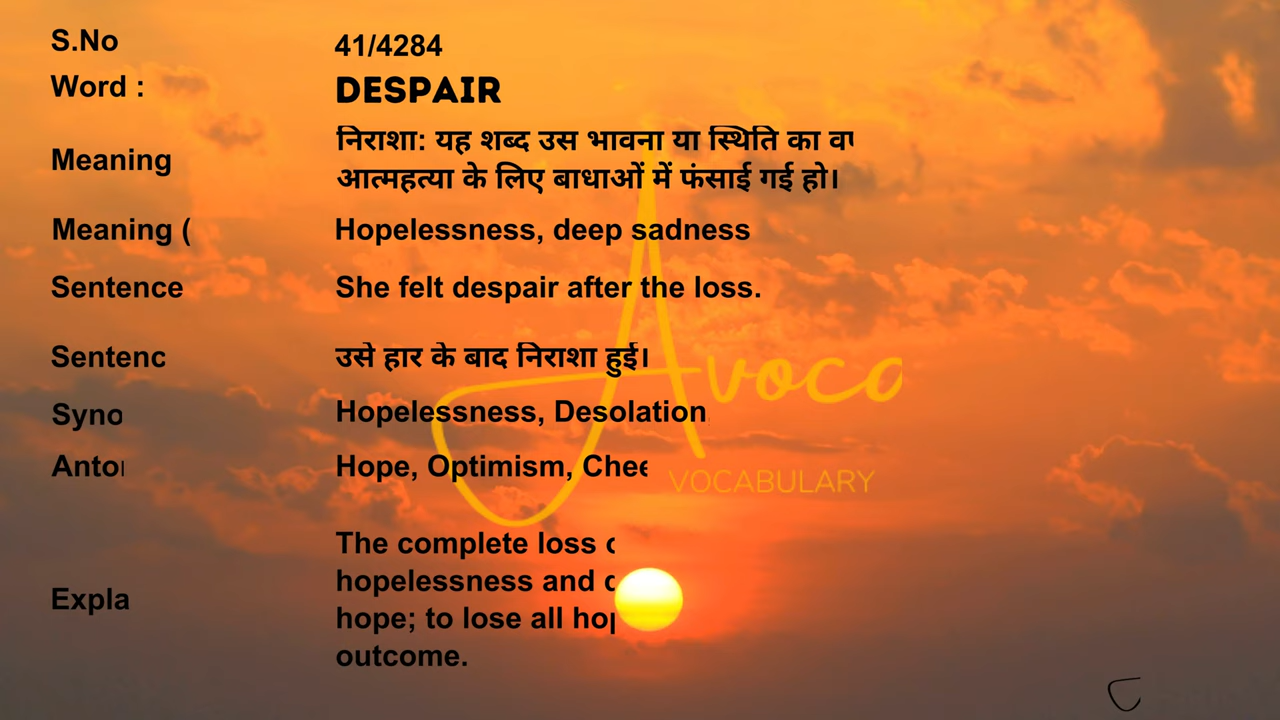 S.No 41/4284
Word : DESPAIR
Meaning निराशा: यह शब्द उस भावना या स्थिति का
आत्महत्या के लिए बाधाओं में फंसाई गई हो।
Meaning ( Hopelessness, deep sadness
Sentence She felt despair after the loss.
Sentenc उसे हार के बाद निराशा हुई।
Syno Hopelessness, Desolation
Anto Hope, Optimism, Chee
The complete loss
hopelessness and
Expla hope; to lose all
outcome.
Avoco
VOCABULARY